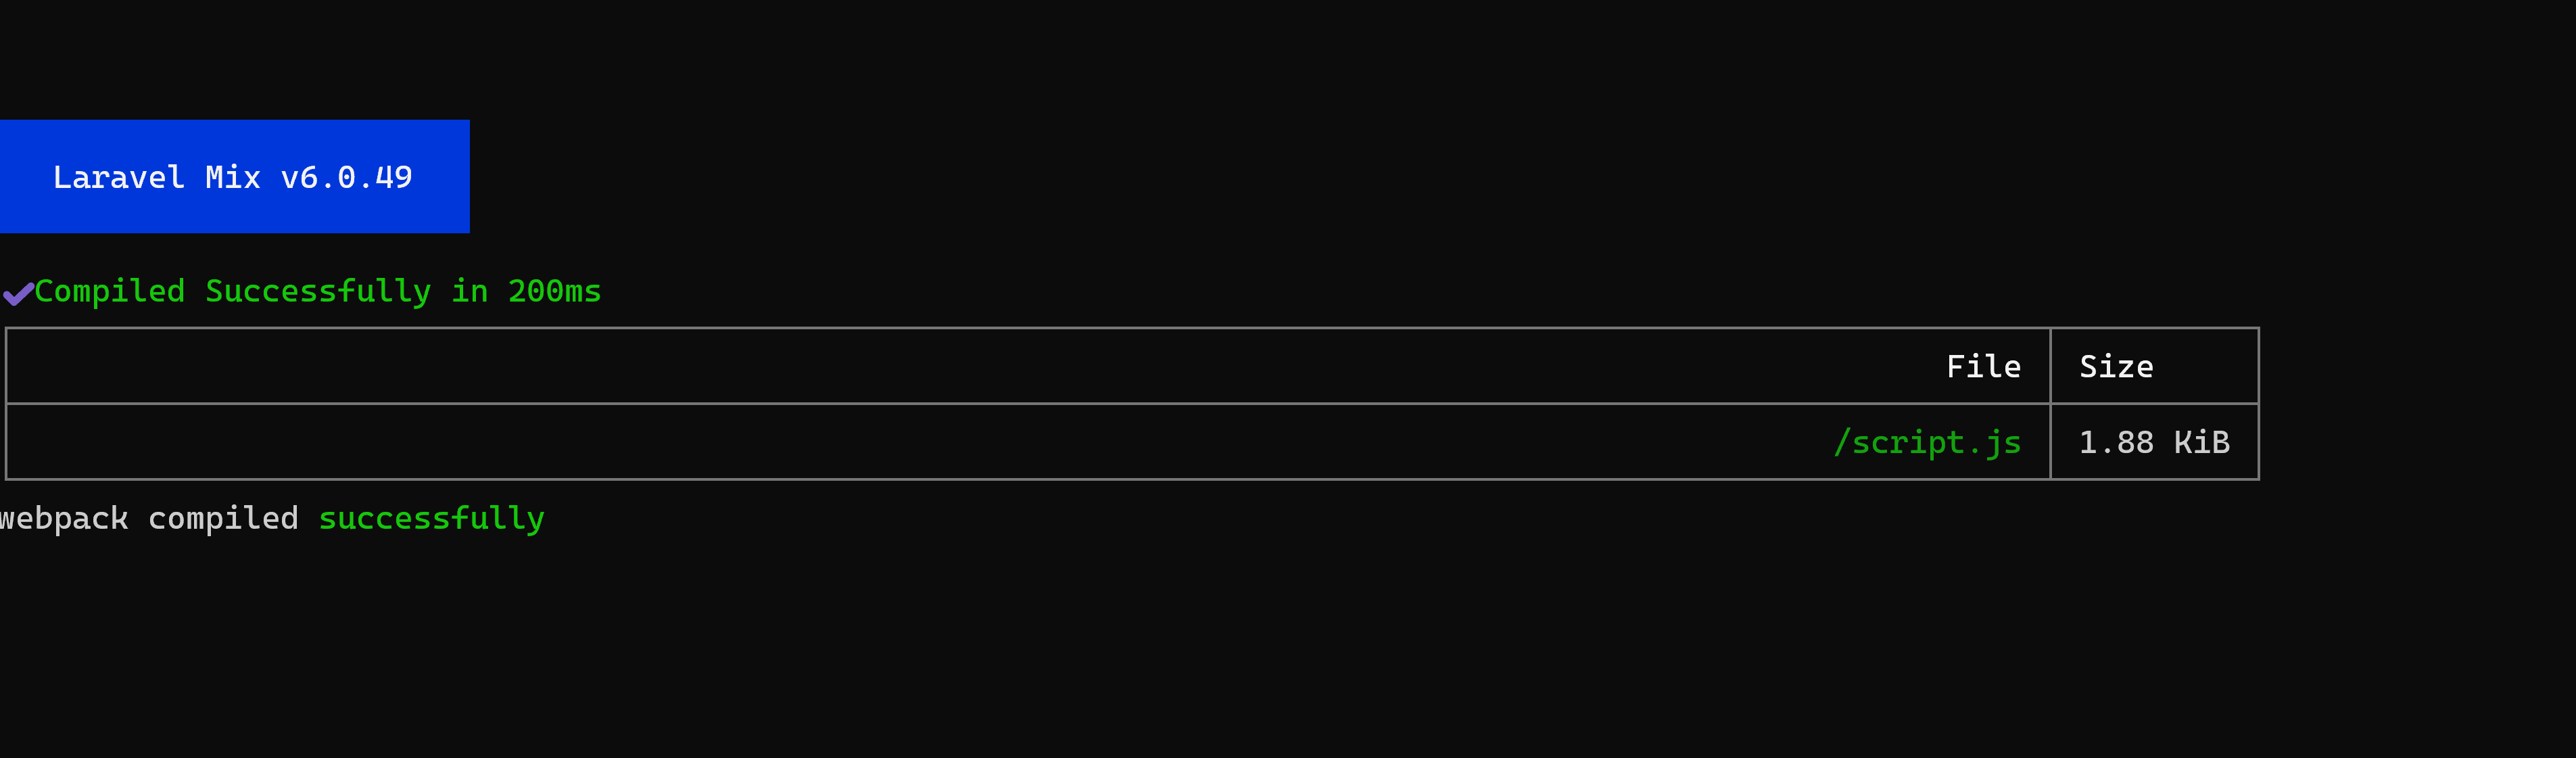 Laravel Mix v6.0.49
✔Compiled Successfully in 200ms
File Size
/script.js 1.88 KiB
webpack compiled successfully